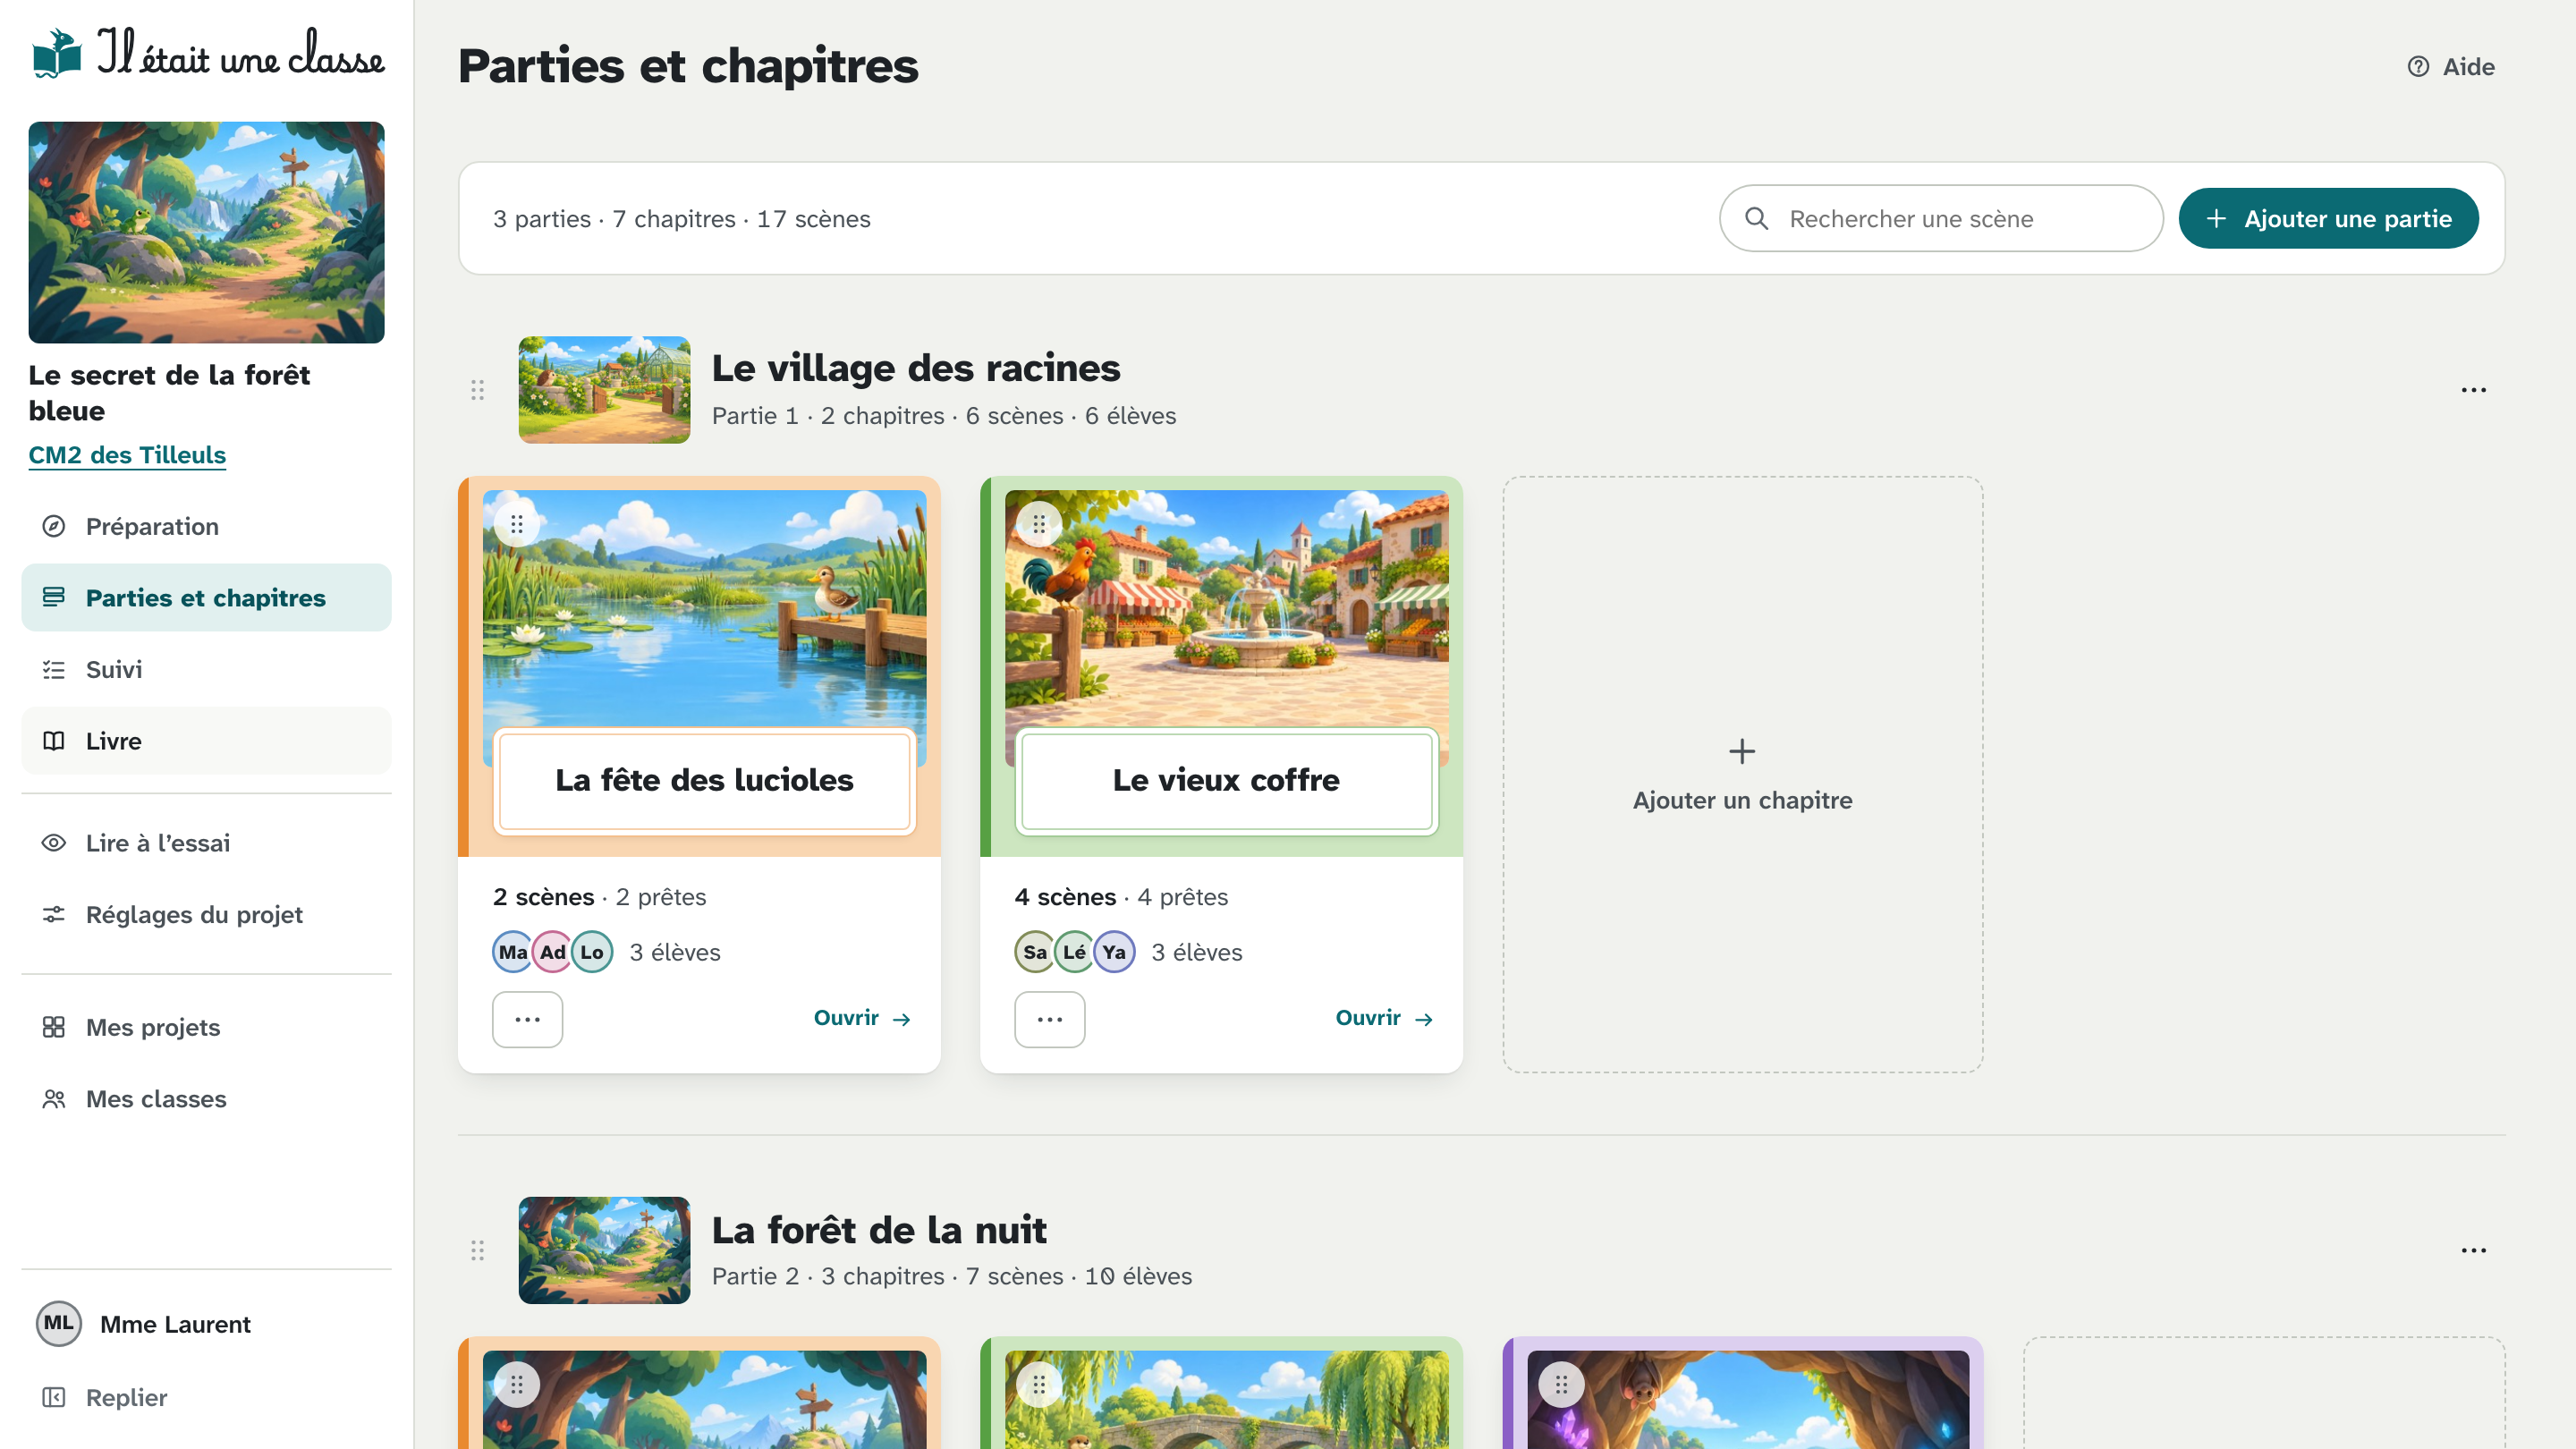 Il était une classe
Le secret de la forêt
bleue
CM2 des Tilleuls
Préparation
Parties et chapitres
Suivi
Livre
Lire à l’essai
Réglages du projet
Mes projets
Mes classes
ML
Mme Laurent
Replier
Parties et chapitres
Aide
3 parties · 7 chapitres · 17 scènes
Rechercher une scène
Ajouter une partie
Le village des racines
Partie 1 · 2 chapitres · 6 scènes · 6 élèves
La fête des lucioles
2 scènes · 2 prêtes
Ma Ad Lo 3 élèves
Ouvrir
Le vieux coffre
4 scènes · 4 prêtes
Sa Lé Ya 3 élèves
Ouvrir
Ajouter un chapitre
La forêt de la nuit
Partie 2 · 3 chapitres · 7 scènes · 10 élèves